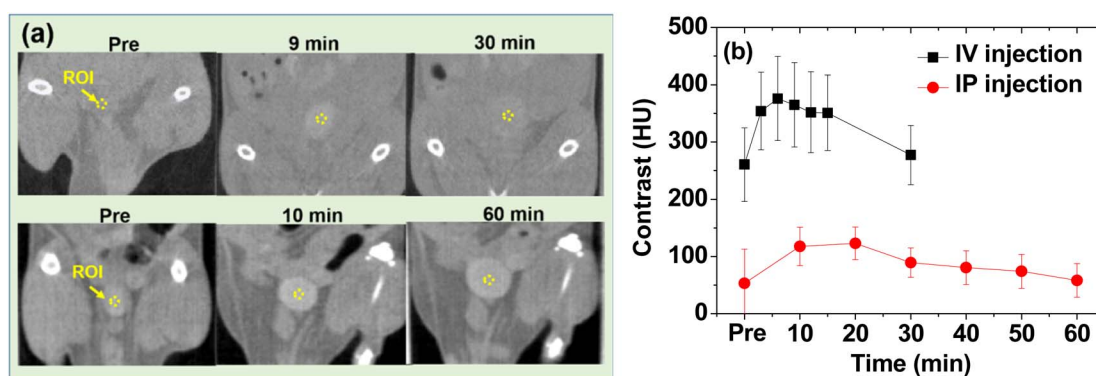 (a)
Pre 9 min 30 min
ROI
Pre 10 min 60 min
ROI
(b)
IV injection
IP injection
Contrast (HU)
500
400
300
200
100
0
Pre 10 20 30 40 50 60
Time (min)